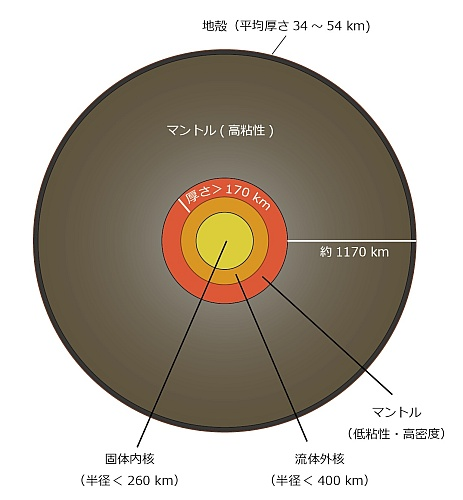 地殻（平均厚さ 34 ～ 54 km)
マントル ( 高粘性 )
厚さ＞ 170 km
約 1170 km
マントル
（低粘性・高密度）
固体内核
（半径＜ 260 km）
流体外核
（半径＜ 400 km）